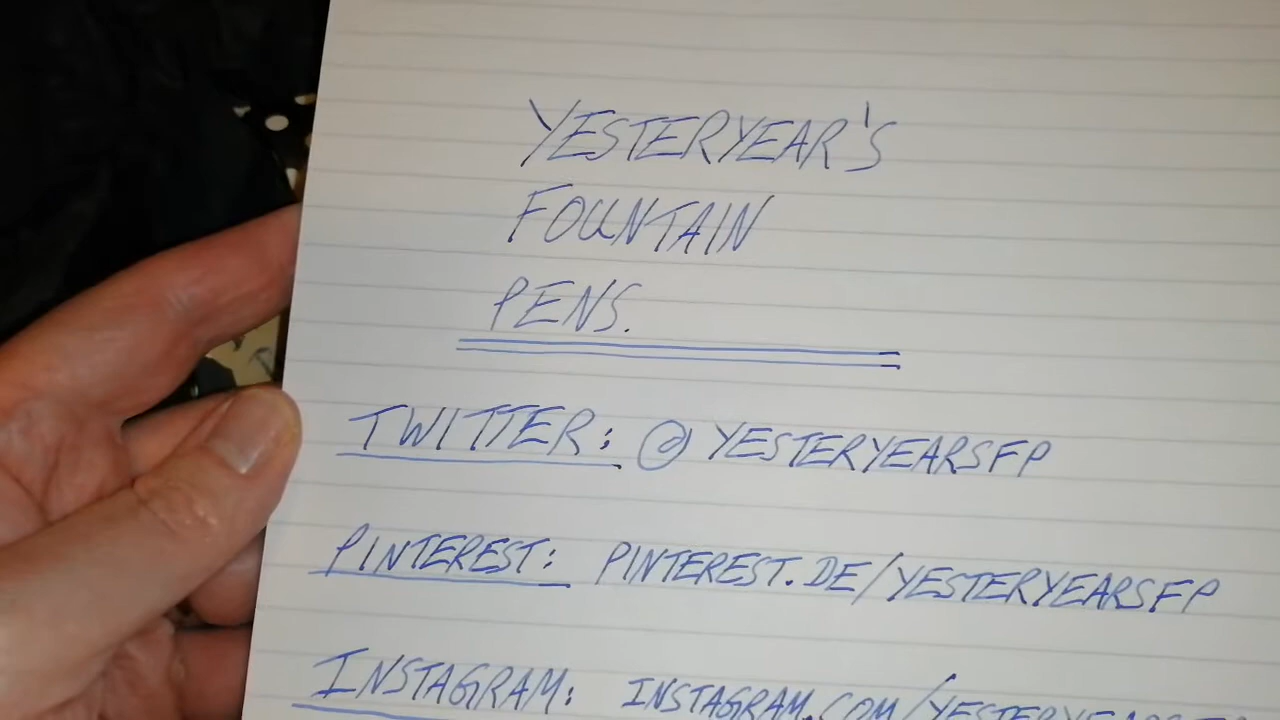 YESTERYEAR'S
FOUNTAIN
PENS.
TWITTER: @YESTERYEARSFP
PINTEREST: PINTEREST.DE/YESTERYEARSFP
INSTAGRAM: INSTAGRAM.COM/